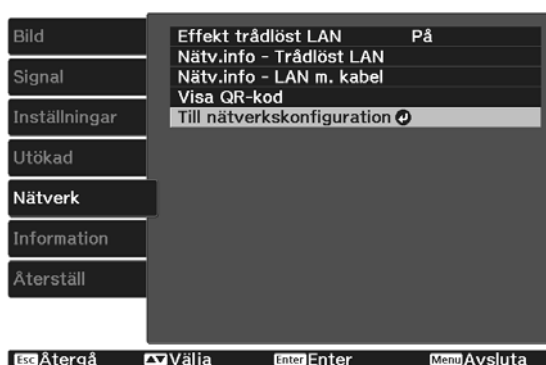 Bild
Signal
Inställningar
Utökad
Nätverk
Information
Återställ
Effekt trådlöst LAN På
Nätv.info - Trådlöst LAN
Nätv.info - LAN m. kabel
Visa QR-kod
Till nätverkskonfiguration
Esc Återgå Välja Enter Enter Menu Avsluta